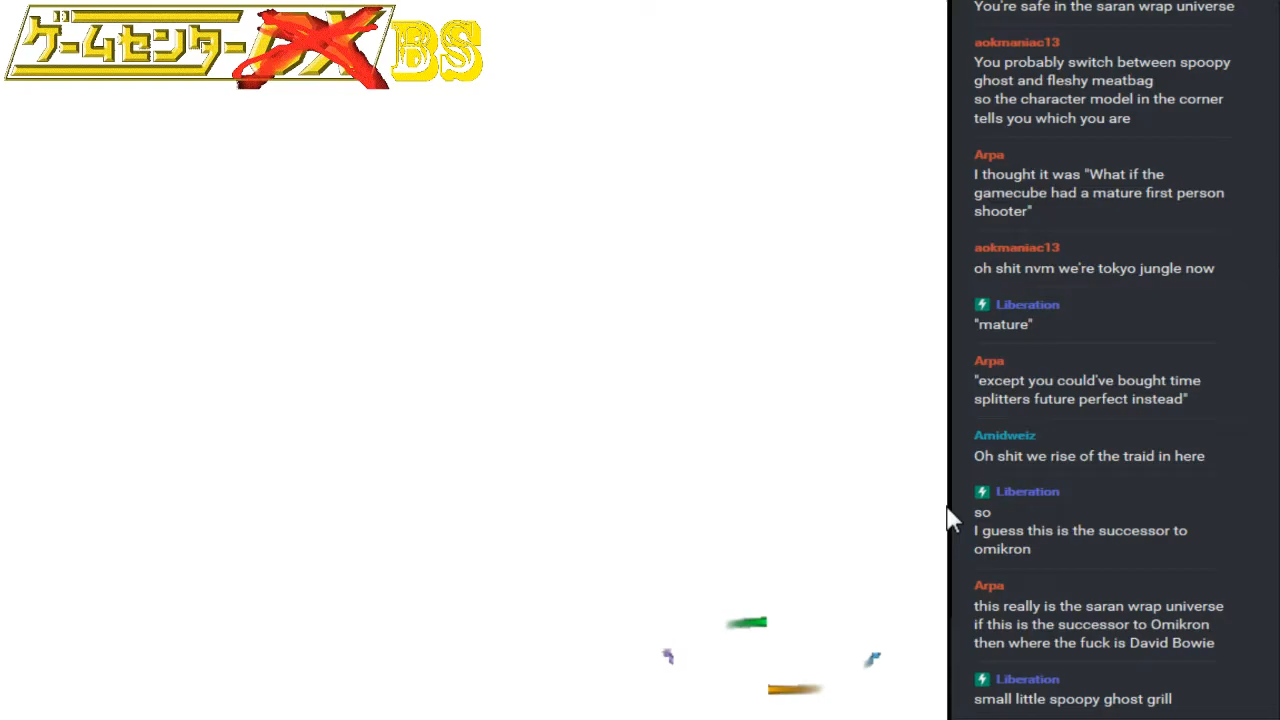 ゲームセンターDX BS
You're safe in the saran wrap universe
aokmaniac13
You probably switch between spoopy
ghost and fleshy meatbag
so the character model in the corner
tells you which you are
Arpa
I thought it was "What if the
gamecube had a mature first person
shooter"
aokmaniac13
oh shit nvm we're tokyo jungle now
Liberation
"mature"
Arpa
"except you could've bought time
splitters future perfect instead"
Amidweiz
Oh shit we rise of the traid in here
Liberation
so
I guess this is the successor to
omikron
Arpa
this really is the saran wrap universe
if this is the successor to Omikron
then where the fuck is David Bowie
Liberation
small little spoopy ghost grill